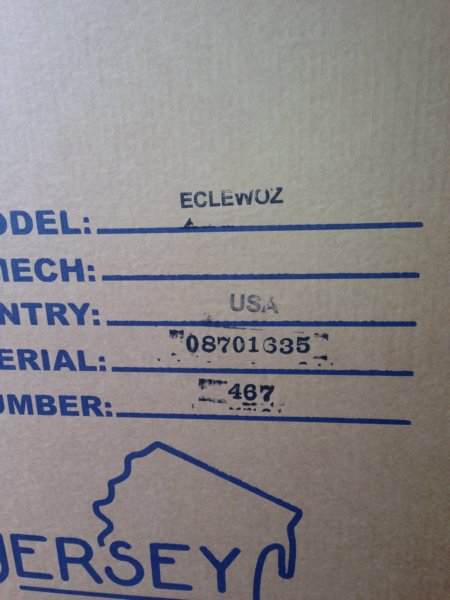 ODEL: ECLEWOZ
MECH:
NTRY: USA
ERIAL: 08701635
UMBER: 467
JERSEY